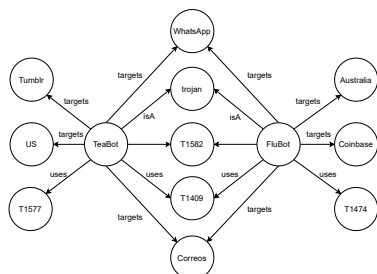 WhatsApp
Tumblr
trojan
Australia
targets
targets
targets
targets
isA
isA
US
targets
TeaBot
T1582
FluBot
targets
Coinbase
uses
uses
uses
uses
T1577
T1409
T1474
targets
targets
Correos